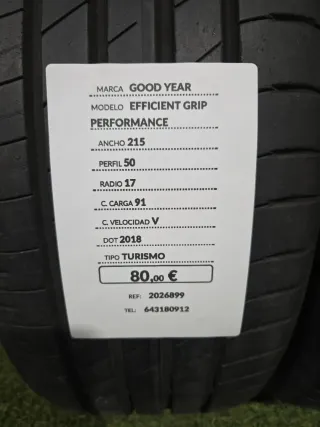 MARCA GOOD YEAR
MODELO EFFICIENT GRIP
PERFORMANCE
ANCHO 215
PERFIL 50
RADIO 17
C. CARGA 91
C. VELOCIDAD V
DOT 2018
TIPO TURISMO
80,00 €
REF: 2026899
TEL: 643180912